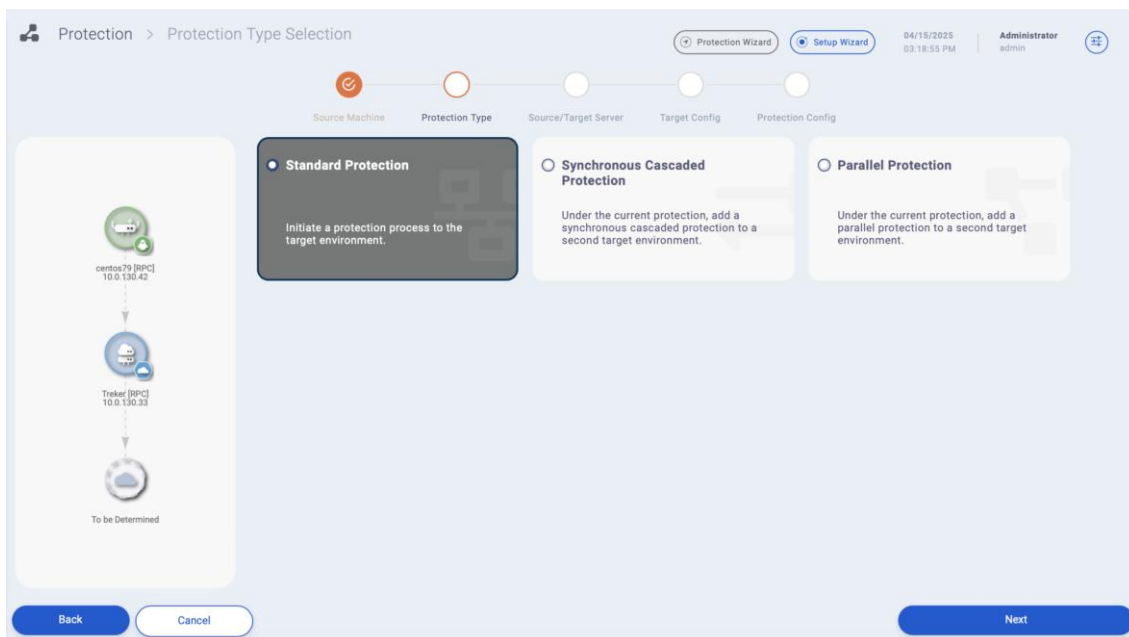 Protection > Protection Type Selection
Protection Wizard
Setup Wizard
04/15/2025
03:18:55 PM
Administrator
admin
Source Machine
Protection Type
Source/Target Server
Target Config
Protection Config
centos79 [RPC]
10.0.130.42
Treker [RPC]
10.0.130.33
To be Determined
Standard Protection
Initiate a protection process to the
target environment.
Synchronous Cascaded
Protection
Under the current protection, add a
synchronous cascaded protection to a
second target environment.
Parallel Protection
Under the current protection, add a
parallel protection to a second target
environment.
Back
Cancel
Next